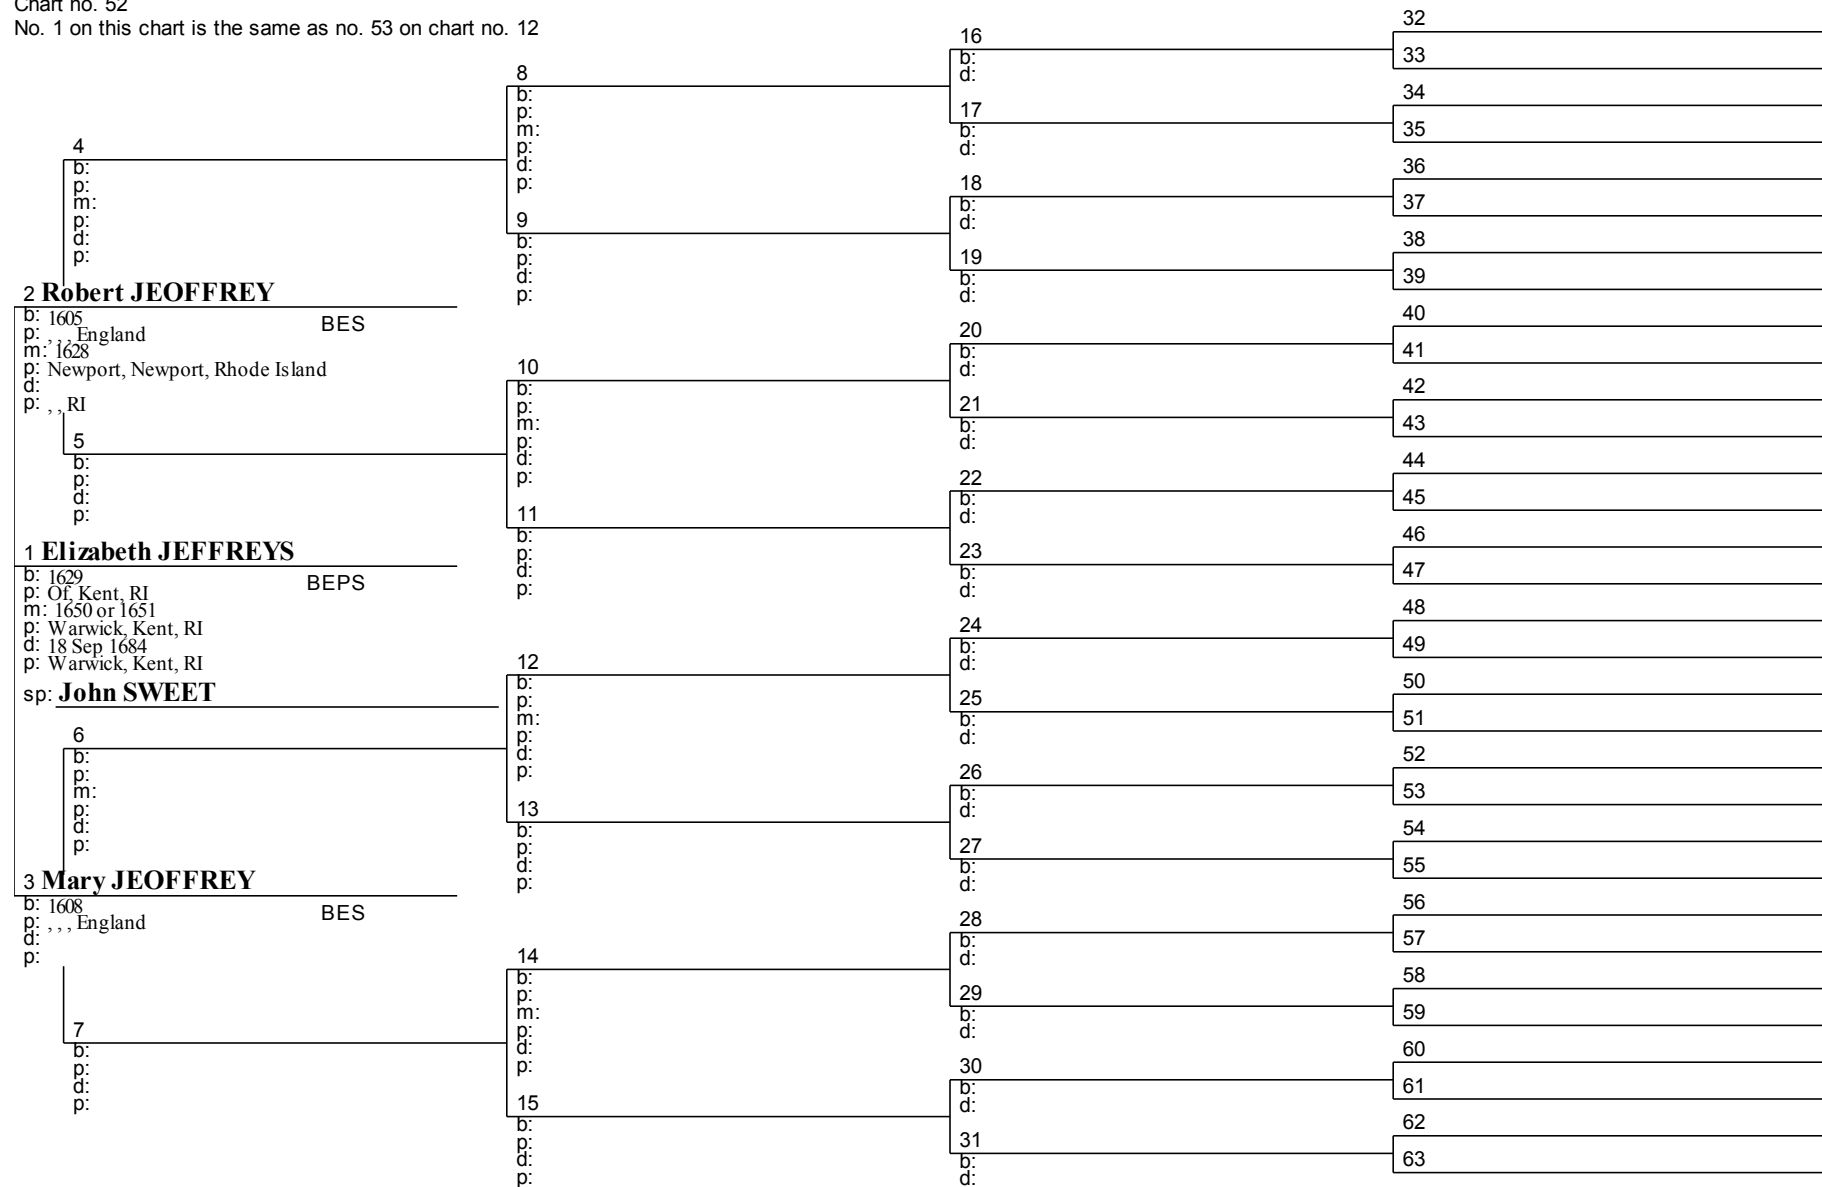 Chart no. 52
No. 1 on this chart is the same as no. 53 on chart no. 12
4
b:
p:
m:
p:
d:
p:
2 Robert JEOFFREY
b: 1605
BES
p: , , , England
m: 1628
p: Newport, Newport, Rhode Island
d:
p: , , RI
5
b:
p:
d:
p:
1 Elizabeth JEFFREYS
b: 1629
BEPS
p: Of, Kent, RI
m: 1650 or 1651
p: Warwick, Kent, RI
d: 18 Sep 1684
p: Warwick, Kent, RI
sp: John SWEET
6
b:
p:
m:
p:
d:
p:
3 Mary JEOFFREY
b: 1608
BES
p: , , , England
d:
p:
7
b:
p:
d:
p:
8
b:
p:
m:
p:
d:
p:
9
b:
p:
d:
p:
10
b:
p:
m:
p:
d:
p:
11
b:
p:
d:
p:
12
b:
p:
m:
p:
d:
p:
13
b:
p:
d:
p:
14
b:
p:
m:
p:
d:
p:
15
b:
p:
d:
p:
16
b:
d:
17
b:
d:
18
b:
d:
19
b:
d:
20
b:
d:
21
b:
d:
22
b:
d:
23
b:
d:
24
b:
d:
25
b:
d:
26
b:
d:
27
b:
d:
28
b:
d:
29
b:
d:
30
b:
d:
31
b:
d:
32
33
34
35
36
37
38
39
40
41
42
43
44
45
46
47
48
49
50
51
52
53
54
55
56
57
58
59
60
61
62
63